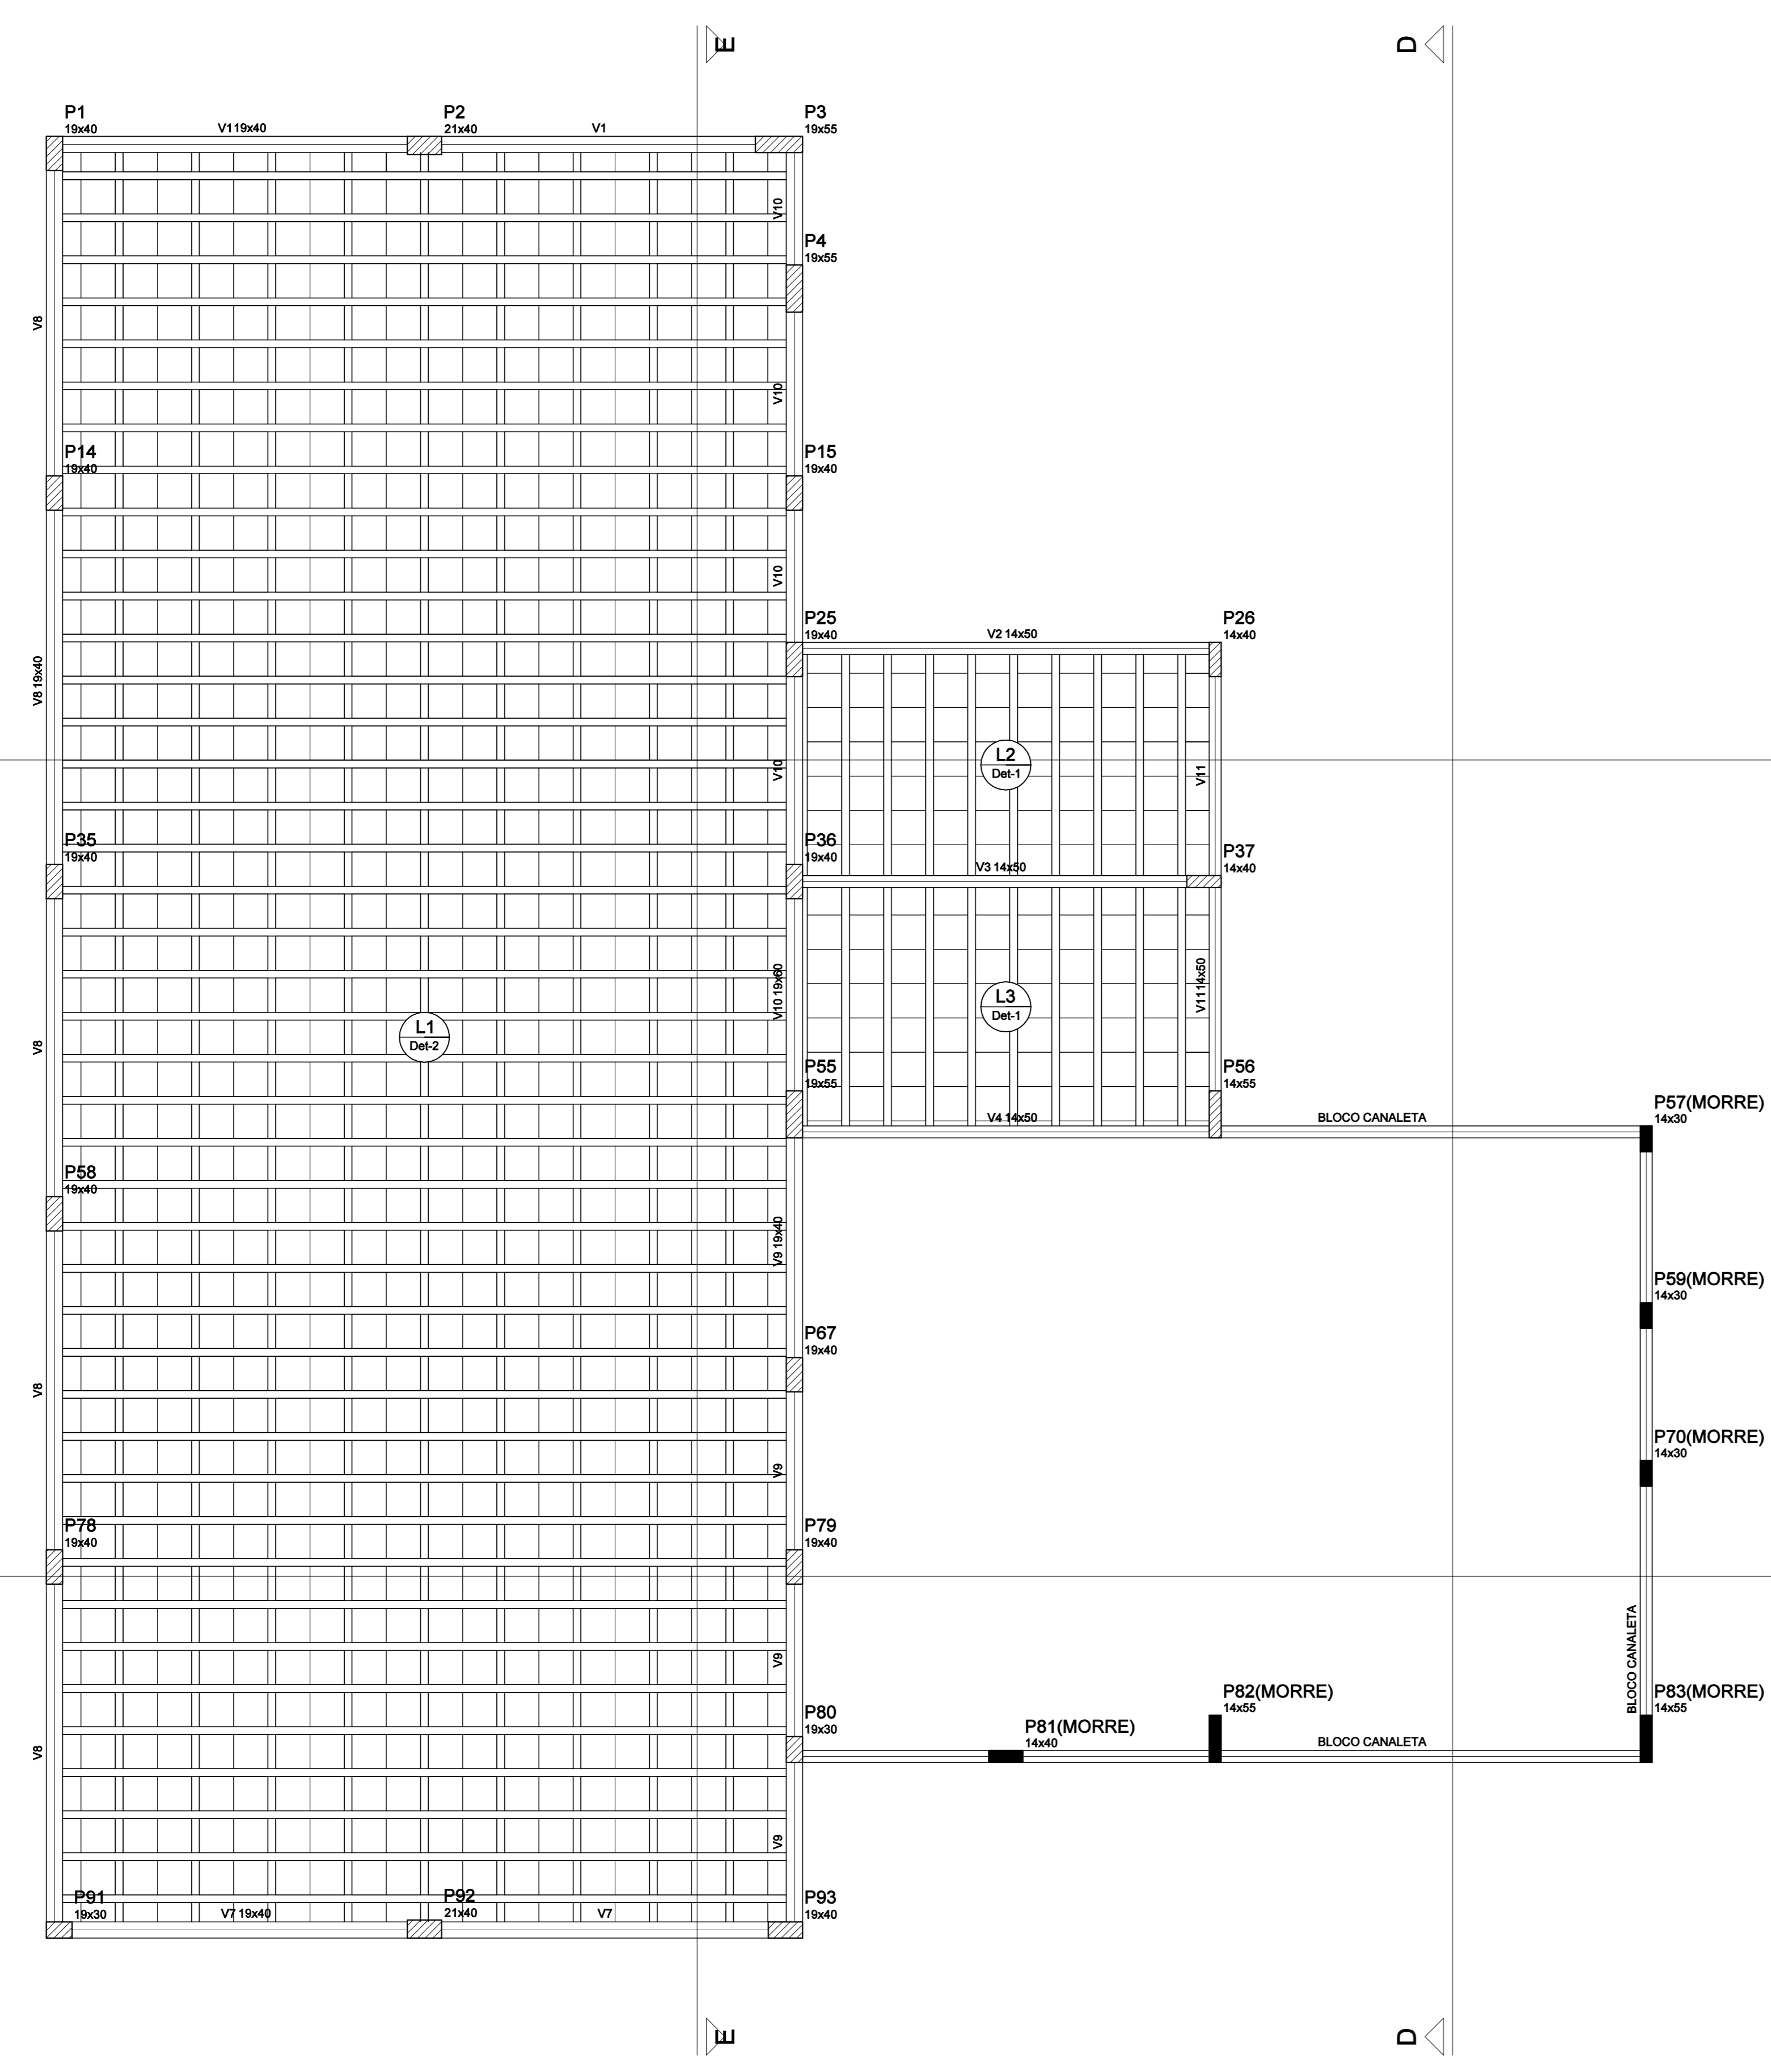 E
D
P1
19x40
V1 19x40
P2
21x40
V1
P3
19x55
V10
P4
19x55
V8
V10
P14
19x40
P15
19x40
V10
P25
19x40
V2 14x50
P26
14x40
V8 19x40
L2
Det-1
V10
V11
P35
19x40
P36
19x40
V3 14x50
P37
14x40
V10 19x60
V11 14x50
L3
Det-1
L1
Det-2
V8
P55
19x55
P56
14x55
V4 14x50
BLOCO CANALETA
P57(MORRE)
14x30
P58
19x40
V9 19x40
P59(MORRE)
14x30
P67
19x40
V8
P70(MORRE)
14x30
V9
P78
19x40
P79
19x40
V9
BLOCO CANALETA
P80
19x30
P81(MORRE)
14x40
P82(MORRE)
14x55
P83(MORRE)
14x55
BLOCO CANALETA
V8
V9
P91
19x30
V7 19x40
P92
21x40
V7
P93
19x40
E
D